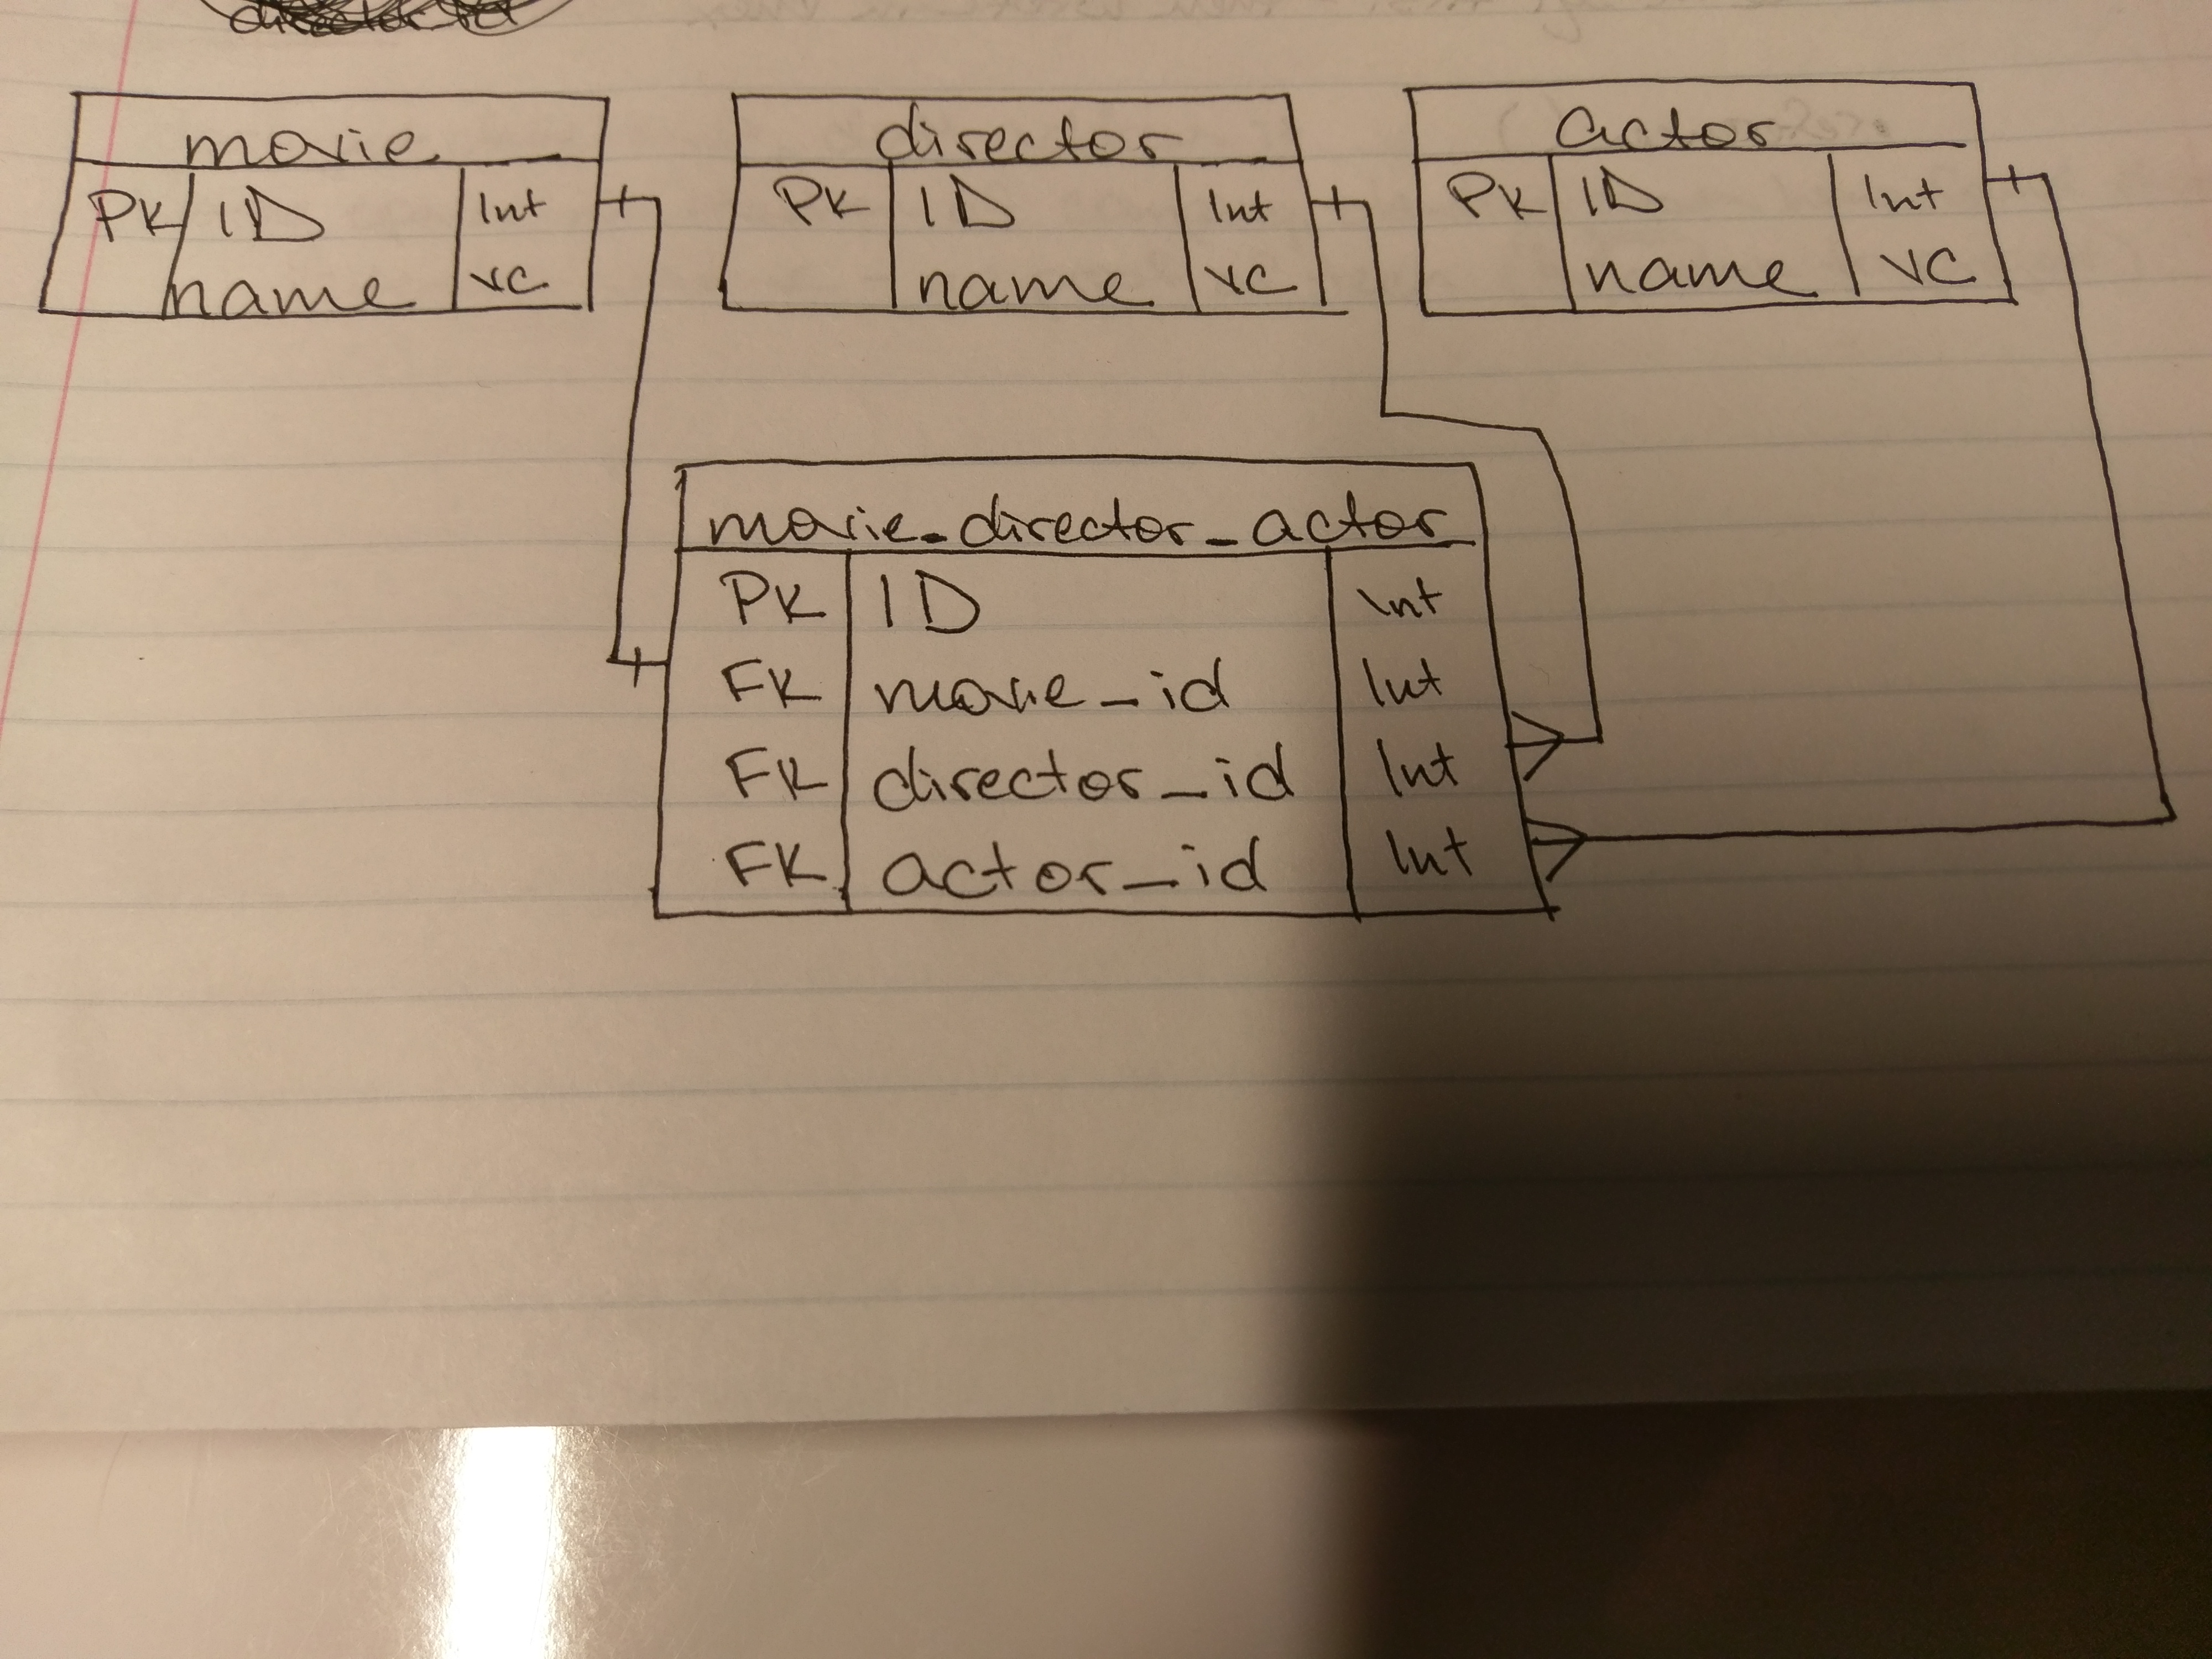 movie
PK ID Int
name vc
director
PK ID Int
name vc
actor
PK ID Int
name vc
movie_director_actor
PK ID Int
FK movie_id Int
FK director_id Int
FK actor_id Int